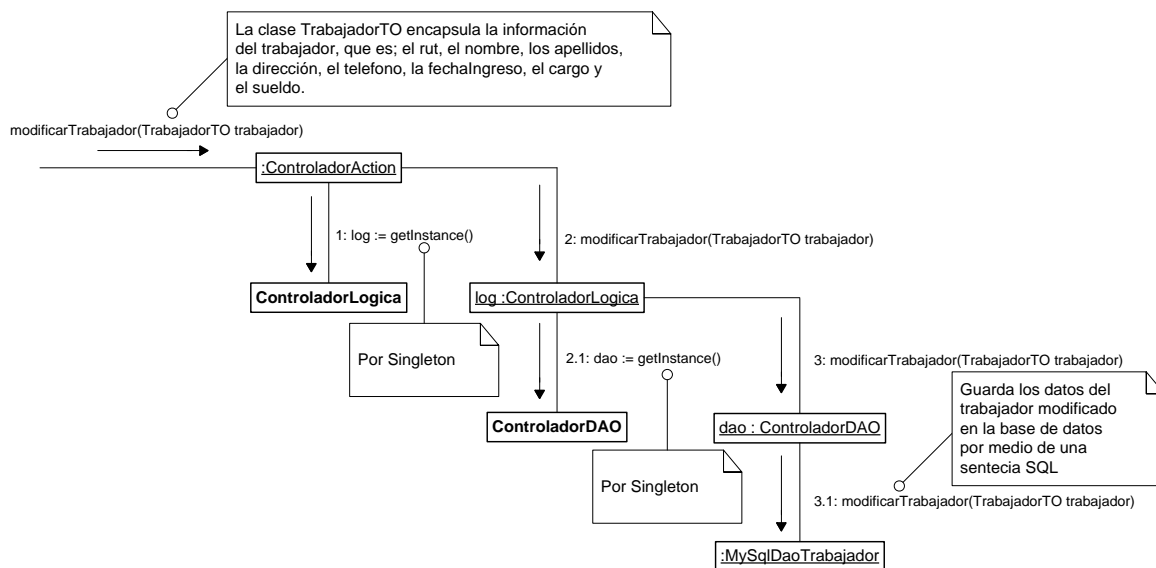 La clase TrabajadorTO encapsula la información
del trabajador, que es; el rut, el nombre, los apellidos,
la dirección, el telefono, la fechaIngreso, el cargo y
el sueldo.
modificarTrabajador(TrabajadorTO trabajador)
:ControladorAction
1: log := getInstance()
2: modificarTrabajador(TrabajadorTO trabajador)
ControladorLogica
log :ControladorLogica
Por Singleton
2.1: dao := getInstance()
3: modificarTrabajador(TrabajadorTO trabajador)
Guarda los datos del
trabajador modificado
en la base de datos
por medio de una
sentecia SQL
ControladorDAO
dao : ControladorDAO
Por Singleton
3.1: modificarTrabajador(TrabajadorTO trabajador)
:MySqlDaoTrabajador